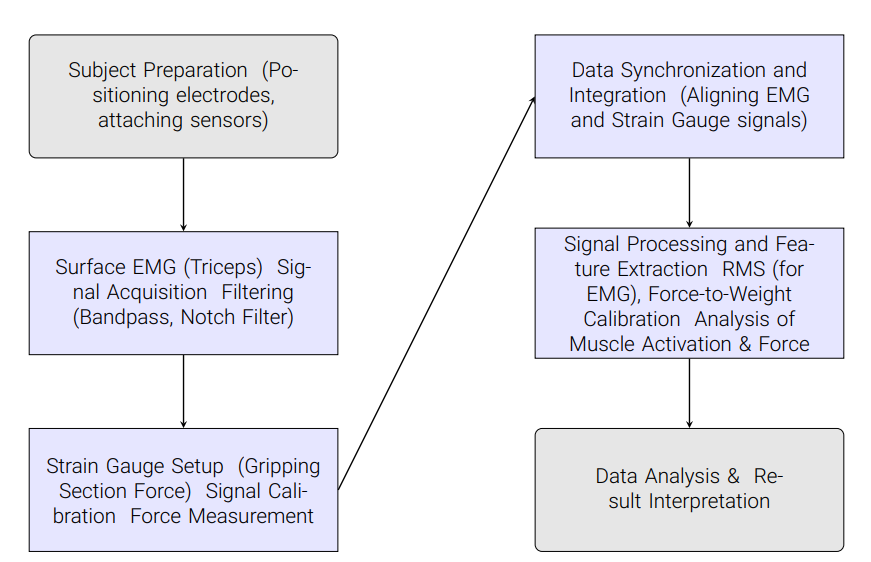 Subject Preparation (Po-
sitioning electrodes,
attaching sensors)
Surface EMG (Triceps) Sig-
nal Acquisition Filtering
(Bandpass, Notch Filter)
Strain Gauge Setup (Gripping
Section Force) Signal Cali-
bration Force Measurement
Data Synchronization and
Integration (Aligning EMG
and Strain Gauge signals)
Signal Processing and Fea-
ture Extraction RMS (for
EMG), Force-to-Weight
Calibration Analysis of
Muscle Activation & Force
Data Analysis & Re-
sult Interpretation